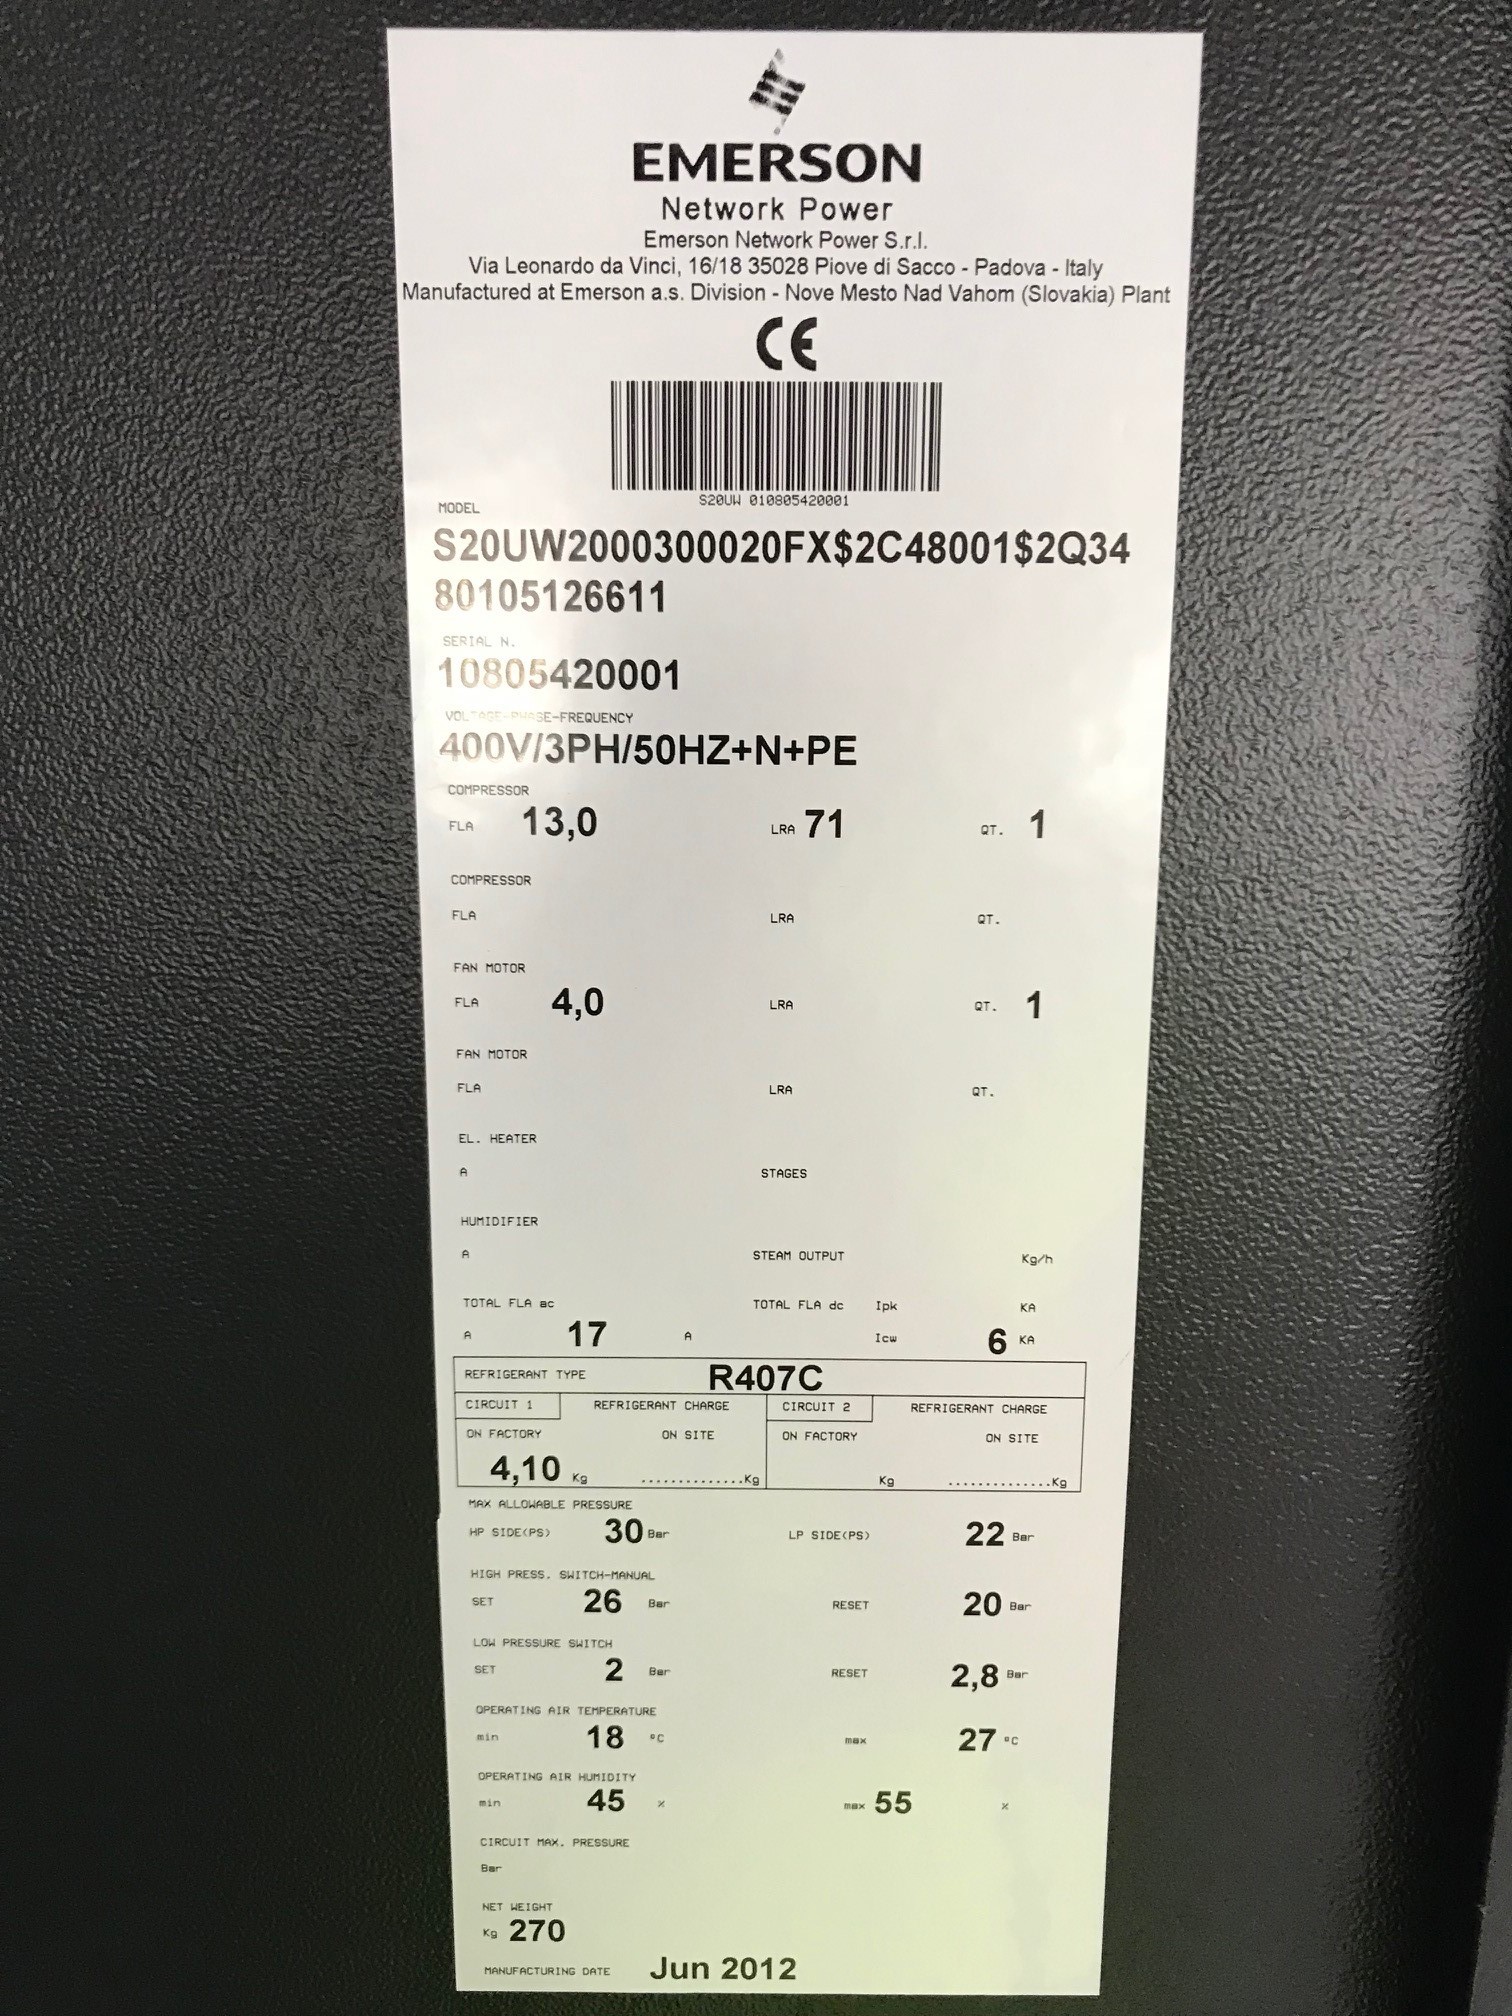 EMERSON
Network Power
Emerson Network Power S.r.l.
Via Leonardo da Vinci, 16/18 35028 Piove di Sacco - Padova - Italy
Manufactured at Emerson a.s. Division - Nove Mesto Nad Vahom (Slovakia) Plant
CE
S20UW 010805420001
MODEL
S20UW2000300020FX$2C48001$2Q34
80105126611
SERIAL N.
10805420001
VOLTAGE-PHASE-FREQUENCY
400V/3PH/50HZ+N+PE
COMPRESSOR
FLA 13,0 LRA 71 QT. 1
COMPRESSOR
FLA LRA QT.
FAN MOTOR
FLA 4,0 LRA QT. 1
FAN MOTOR
FLA LRA QT.
EL. HEATER
A STAGES
HUMIDIFIER
A STEAM OUTPUT Kg/h
TOTAL FLA ac TOTAL FLA dc Ipk KA
A 17 A Icw 6 KA
REFRIGERANT TYPE R407C
CIRCUIT 1 REFRIGERANT CHARGE CIRCUIT 2 REFRIGERANT CHARGE
ON FACTORY ON SITE ON FACTORY ON SITE
4,10 Kg ..............Kg Kg ..............Kg
MAX ALLOWABLE PRESSURE
HP SIDE(PS) 30 Bar LP SIDE(PS) 22 Bar
HIGH PRESS. SWITCH-MANUAL
SET 26 Bar RESET 20 Bar
LOW PRESSURE SWITCH
SET 2 Bar RESET 2,8 Bar
OPERATING AIR TEMPERATURE
min 18 °C max 27 °C
OPERATING AIR HUMIDITY
min 45 % max 55 %
CIRCUIT MAX. PRESSURE
Bar
NET WEIGHT
Kg 270
MANUFACTURING DATE Jun 2012